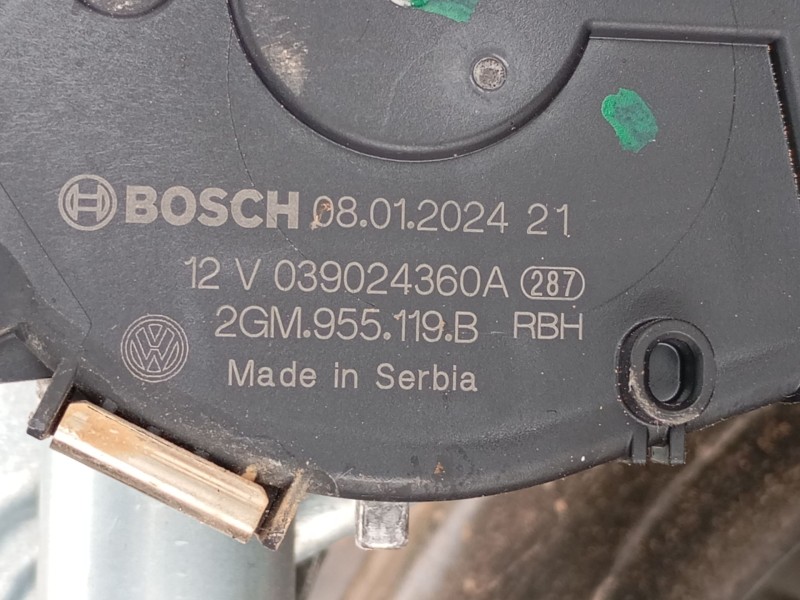 BOSCH 08.01.2024 21
12 V 039024360A 287
2GM.955.119.B RBH
Made in Serbia